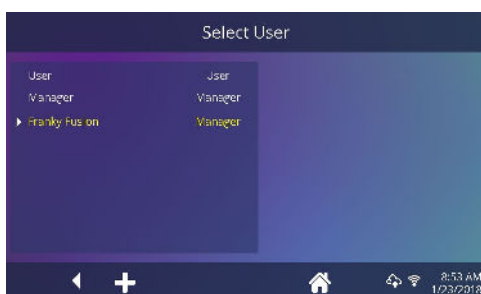 Select User
User User
Manager Manager
Franky Fusion Manager
8:53 AM
1/23/2018